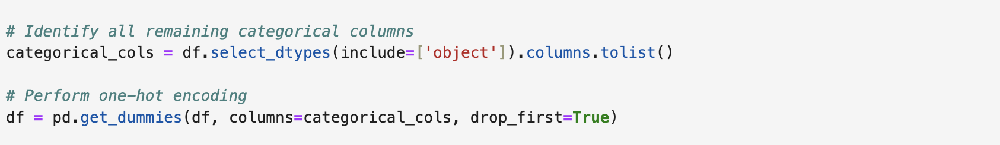 # Identify all remaining categorical columns
categorical_cols = df.select_dtypes(include=['object']).columns.tolist()
# Perform one-hot encoding
df = pd.get_dummies(df, columns=categorical_cols, drop_first=True)